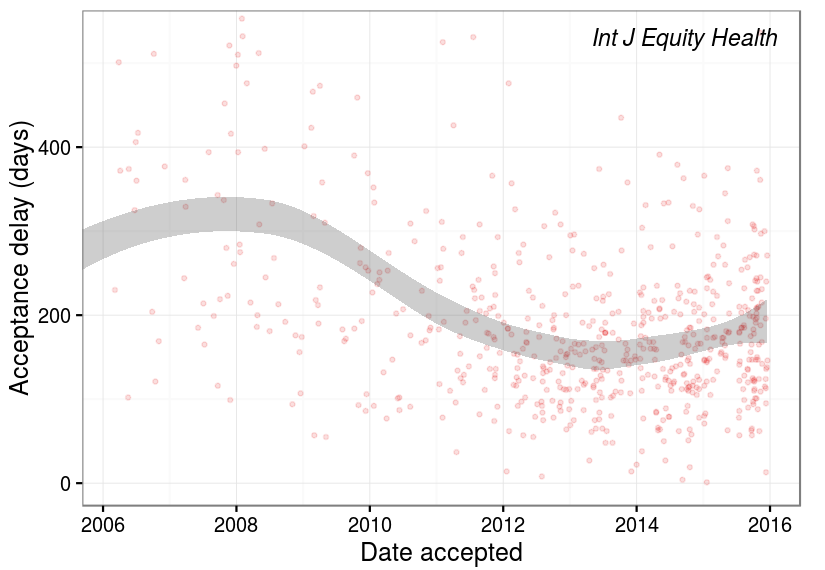 Int J Equity Health
Acceptance delay (days)
400
200
0
2006 2008 2010 2012 2014 2016
Date accepted